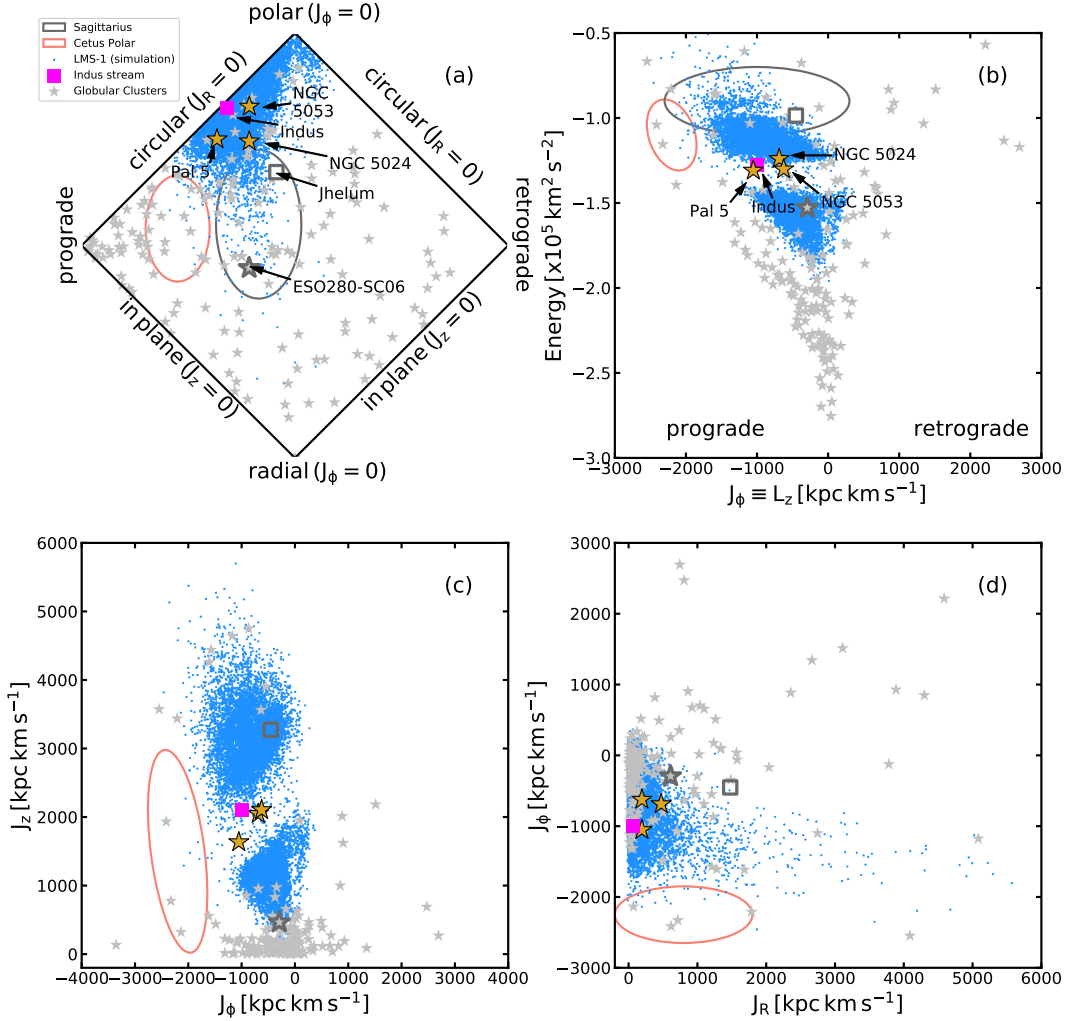 polar (J_ϕ = 0)
Sagittarius
Cetus Polar
LMS-1 (simulation)
Indus stream
Globular Clusters
(a)
circular (J_R = 0)
circular (J_R = 0)
NGC
5053
Indus
NGC 5024
Pal 5
Jhelum
prograde
retrograde
ESO280-SC06
in plane (J_z = 0)
in plane (J_z = 0)
radial (J_ϕ = 0)
(b)
−0.5
−1.0
−1.5
−2.0
−2.5
−3.0
Energy [x10⁵ km² s⁻²]
NGC 5024
Pal 5
Indus
NGC 5053
prograde
retrograde
−3000 −2000 −1000 0 1000 2000 3000
J_ϕ ≡ L_z [kpc km s⁻¹]
(c)
6000
5000
4000
3000
2000
1000
0
J_z [kpc km s⁻¹]
−4000 −3000 −2000 −1000 0 1000 2000 3000 4000
J_ϕ [kpc km s⁻¹]
(d)
3000
2000
1000
0
−1000
−2000
−3000
J_ϕ [kpc km s⁻¹]
0 1000 2000 3000 4000 5000 6000
J_R [kpc km s⁻¹]